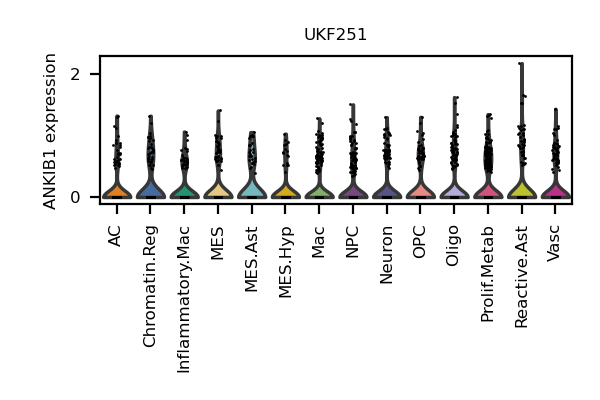 UKF251
ANKIB1 expression
2
0
AC
Chromatin.Reg
Inflammatory.Mac
MES
MES.Ast
MES.Hyp
Mac
NPC
Neuron
OPC
Oligo
Prolif.Metab
Reactive.Ast
Vasc